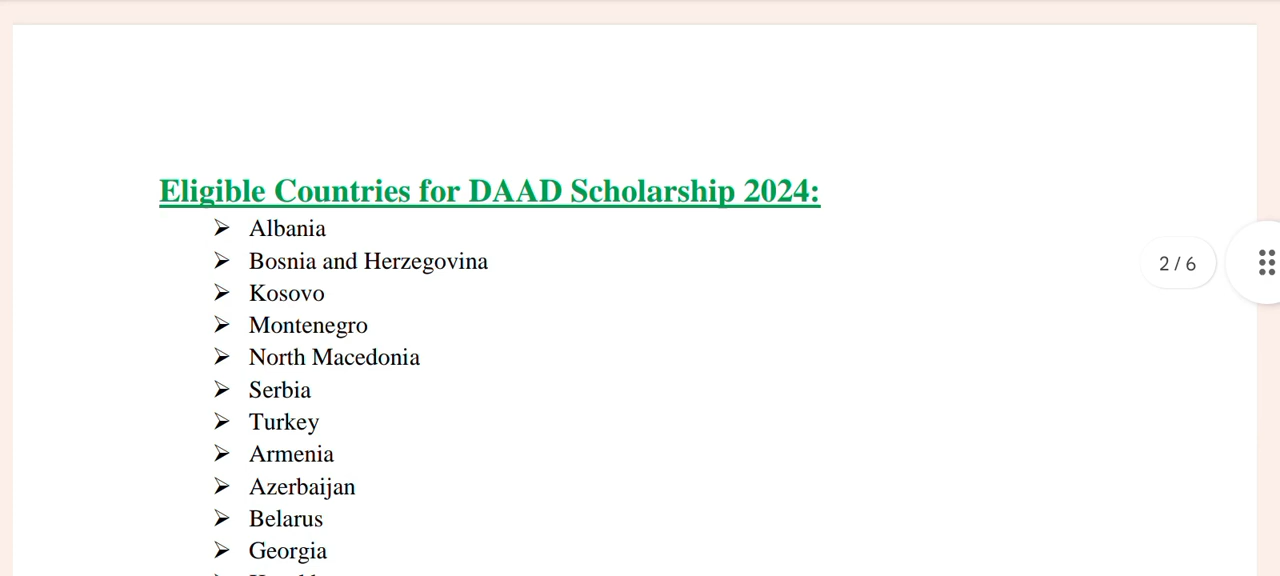 Eligible Countries for DAAD Scholarship 2024:
➢ Albania
➢ Bosnia and Herzegovina
➢ Kosovo
➢ Montenegro
➢ North Macedonia
➢ Serbia
➢ Turkey
➢ Armenia
➢ Azerbaijan
➢ Belarus
➢ Georgia
2 / 6